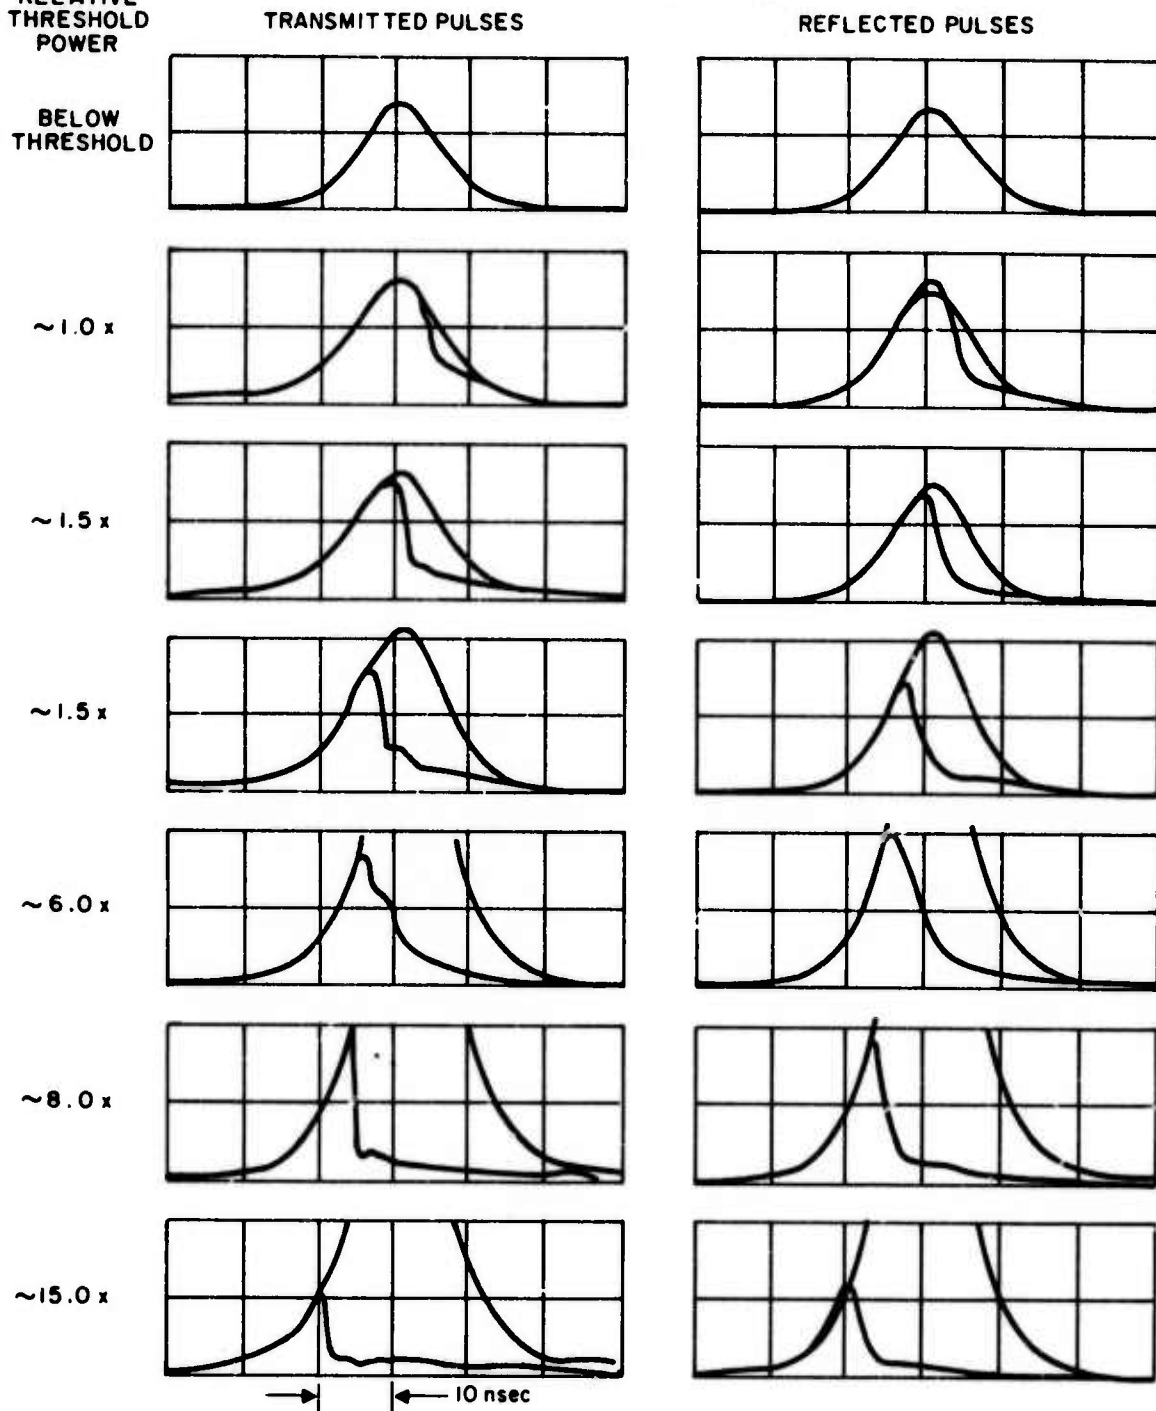 THRESHOLD
POWER
TRANSMITTED PULSES
REFLECTED PULSES
BELOW
THRESHOLD
~1.0 x
~1.5 x
~1.5 x
~6.0 x
~8.0 x
~15.0 x
10 nsec